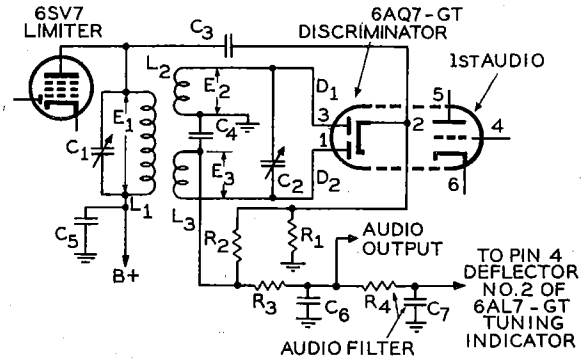 6SV7
LIMITER
C3
6AQ7-GT
DISCRIMINATOR
1ST AUDIO
L2
E2
D1
5
3
2
4
1
E1
C4
C1
E3
C2
D2
6
L1
L3
C5
R2
R1
AUDIO
OUTPUT
B+
R3
C6
R4
C7
AUDIO FILTER
TO PIN 4
DEFLECTOR
NO.2 OF
6AL7-GT
TUNING
INDICATOR